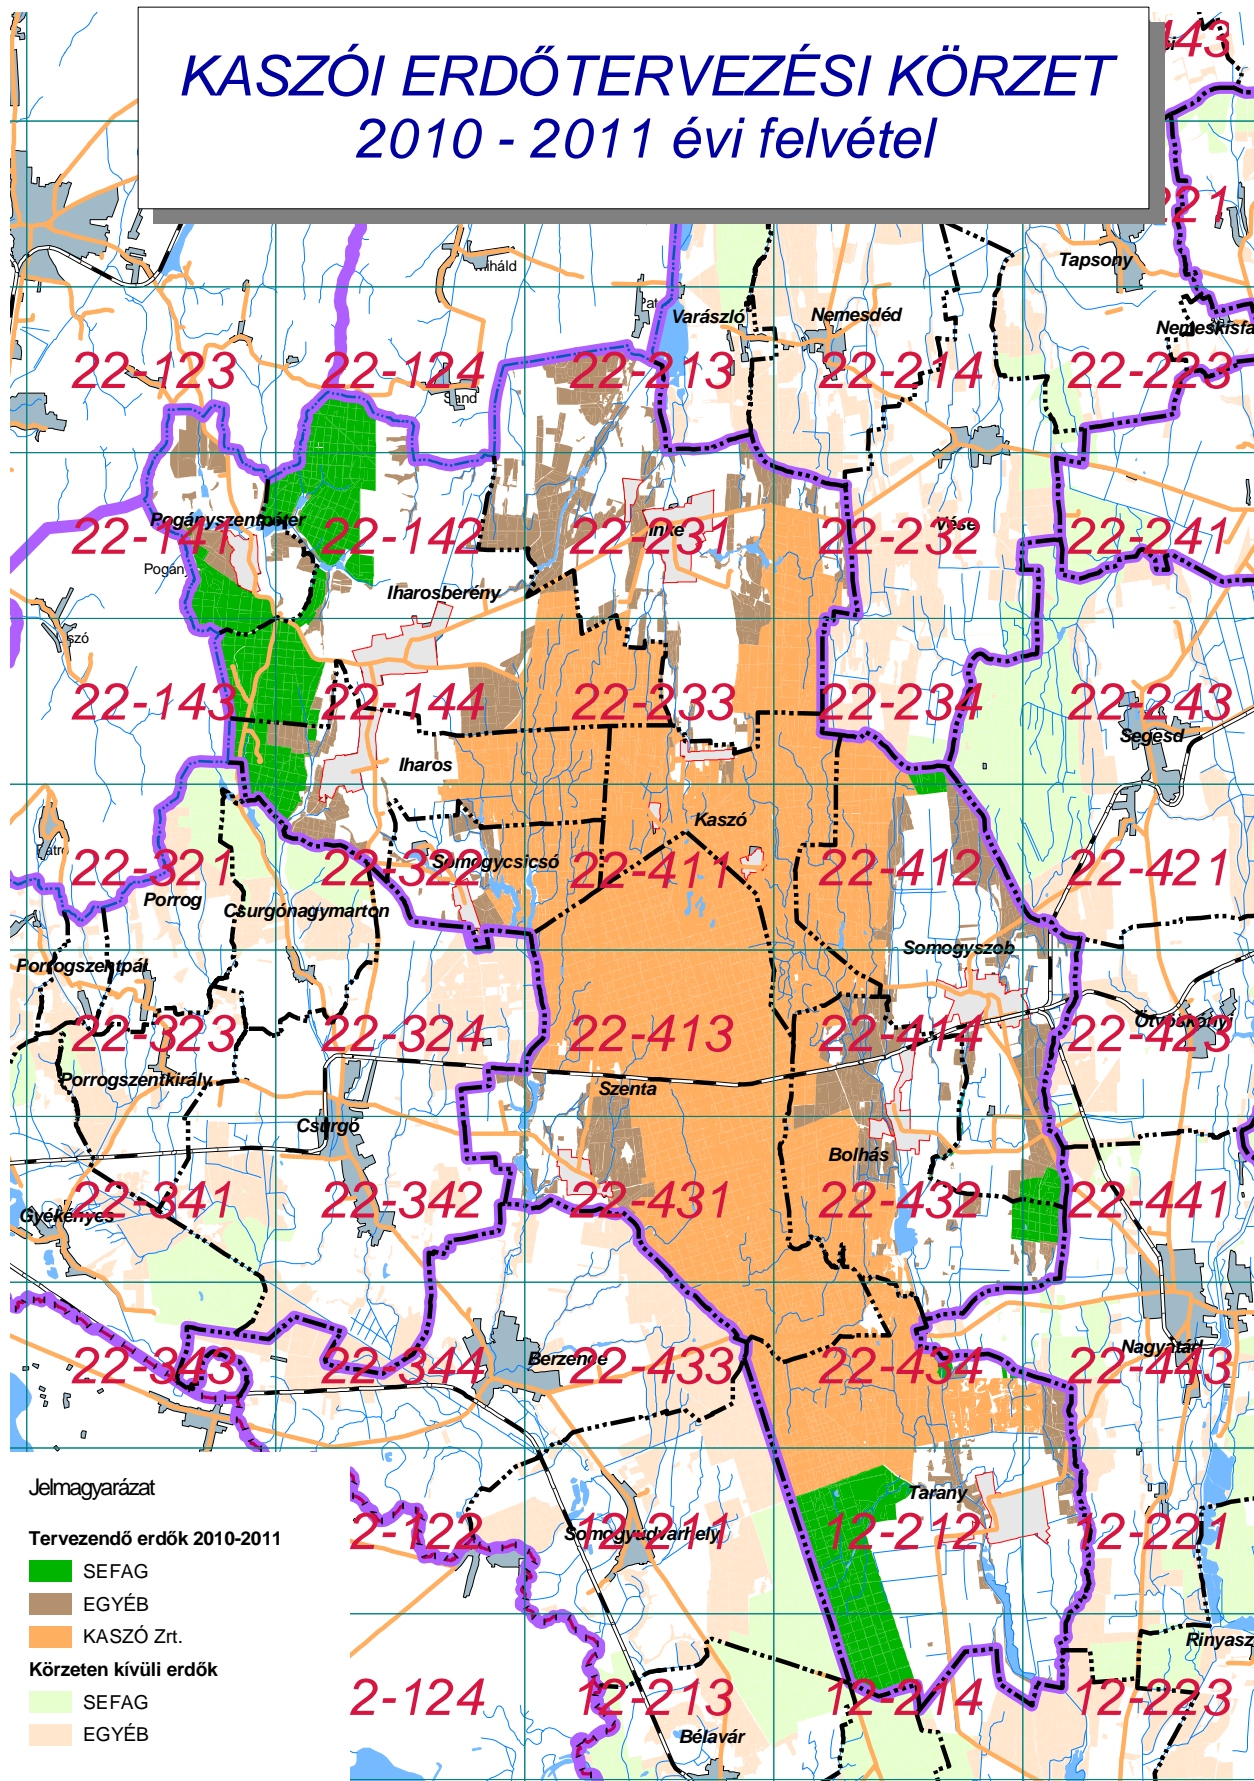 KASZÓI ERDŐTERVEZÉSI KÖRZET
2010 - 2011 évi felvétel
443
221
Tapsony
Miháld
Pat
Varászló
Nemesdéd
Nemeskisfa
22-123
22-124
22-213
22-214
22-223
Sand
Pogányszentpéter
Inke
Vése
22-141
22-142
22-231
22-232
22-241
Pogány
Iharosberény
szó
22-143
22-144
22-233
22-234
22-243
Segesd
Iharos
Kaszó
Somogycsicsó
22-321
22-322
22-411
22-412
22-421
Porrog
Csurgónagymarton
Somogyszob
Porrogszentpál
22-323
22-324
22-413
22-414
22-423
Ötvöskónyi
Porrogszentkirály
Szenta
Csurgó
Bolhás
22-341
22-342
22-431
22-432
22-441
Gyékényes
Nagyatád
Berzence
22-343
22-344
22-433
22-434
22-443
Jelmagyarázat
Tarany
Tervezendő erdők 2010-2011
2-122
12-211
12-212
12-221
Somogyudvarhely
SEFAG
EGYÉB
KASZÓ Zrt.
Rinyasz
Körzeten kívüli erdők
SEFAG
2-124
12-213
12-214
12-223
EGYÉB
Bélavár